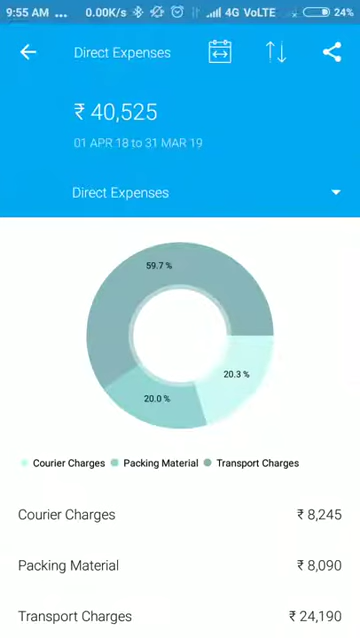 9:55 AM ... 0.00K/s 4G VoLTE 24%
Direct Expenses
₹ 40,525
01 APR 18 to 31 MAR 19
Direct Expenses
59.7 %
20.3 %
20.0 %
Courier Charges Packing Material Transport Charges
Courier Charges ₹ 8,245
Packing Material ₹ 8,090
Transport Charges ₹ 24,190